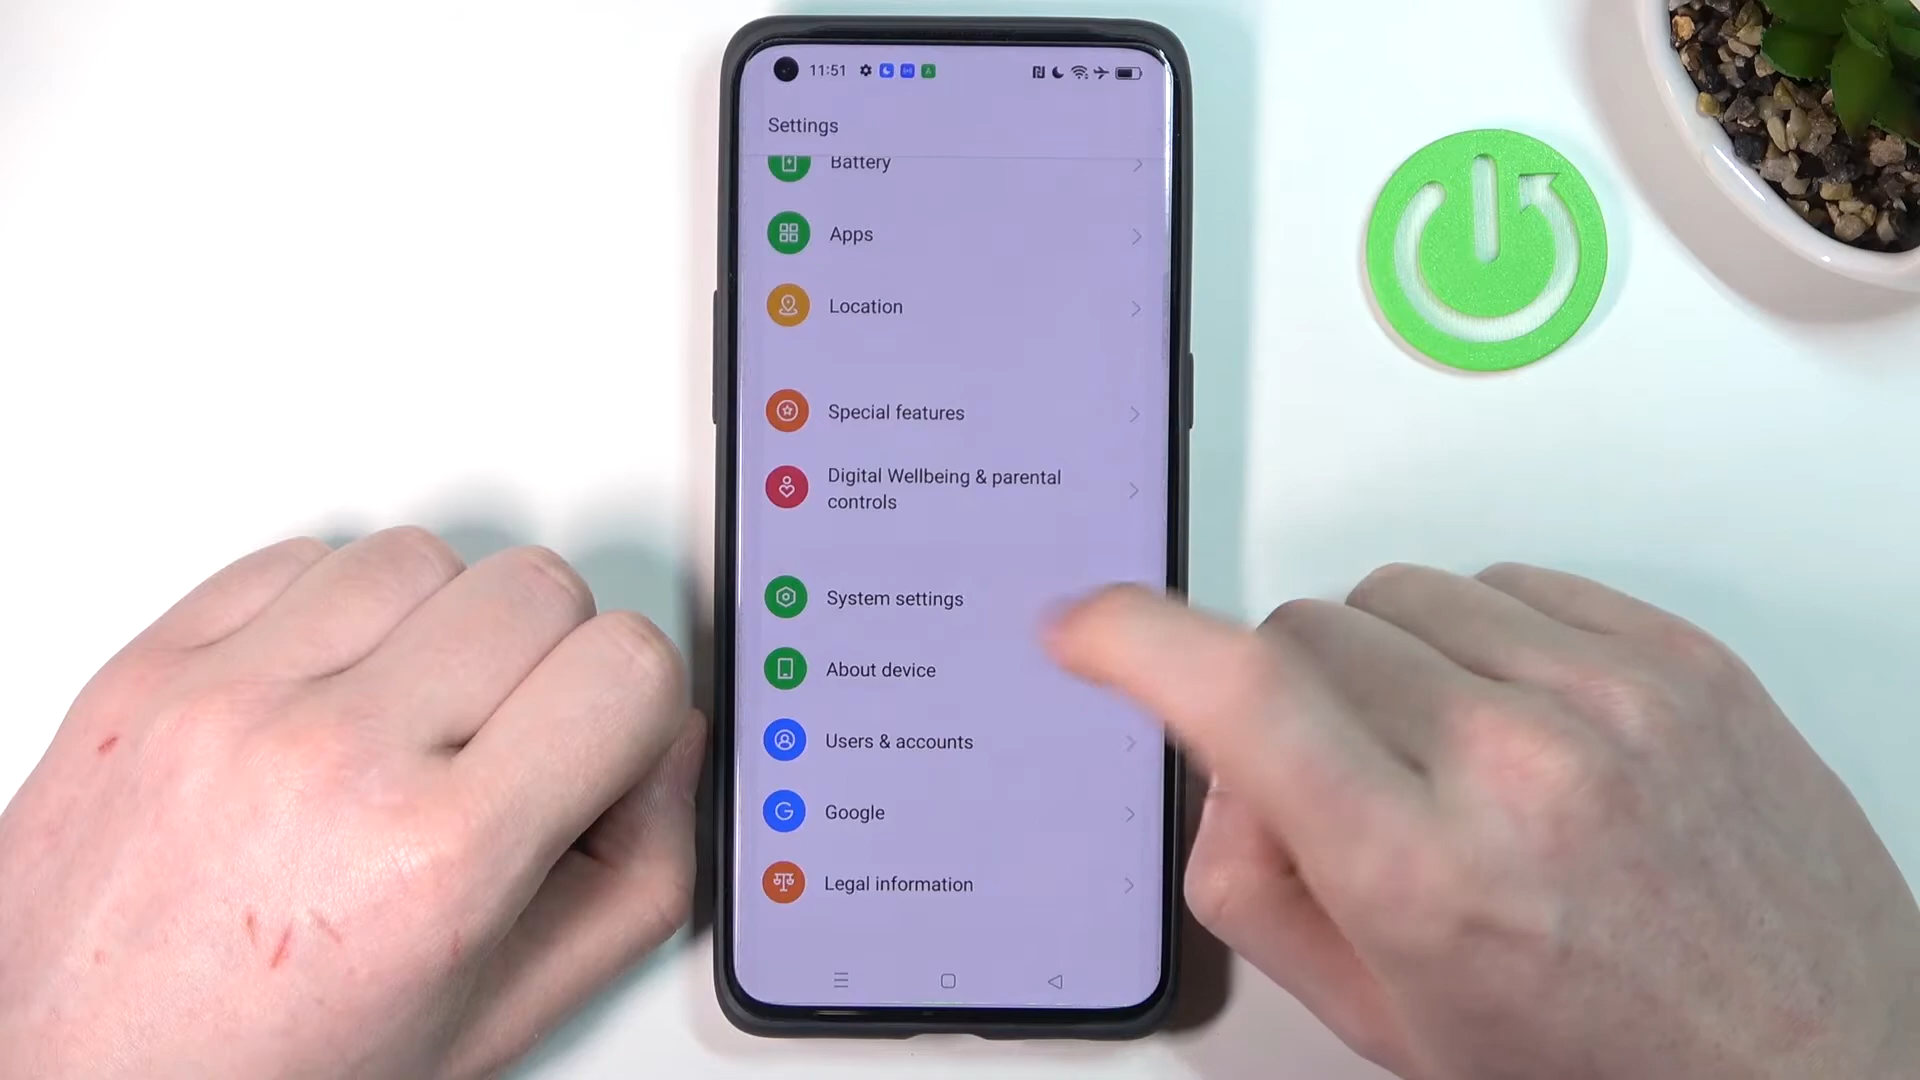 11:51
Settings
Battery
Apps
Location
Special features
Digital Wellbeing & parental
controls
System settings
About device
Users & accounts
Google
Legal information